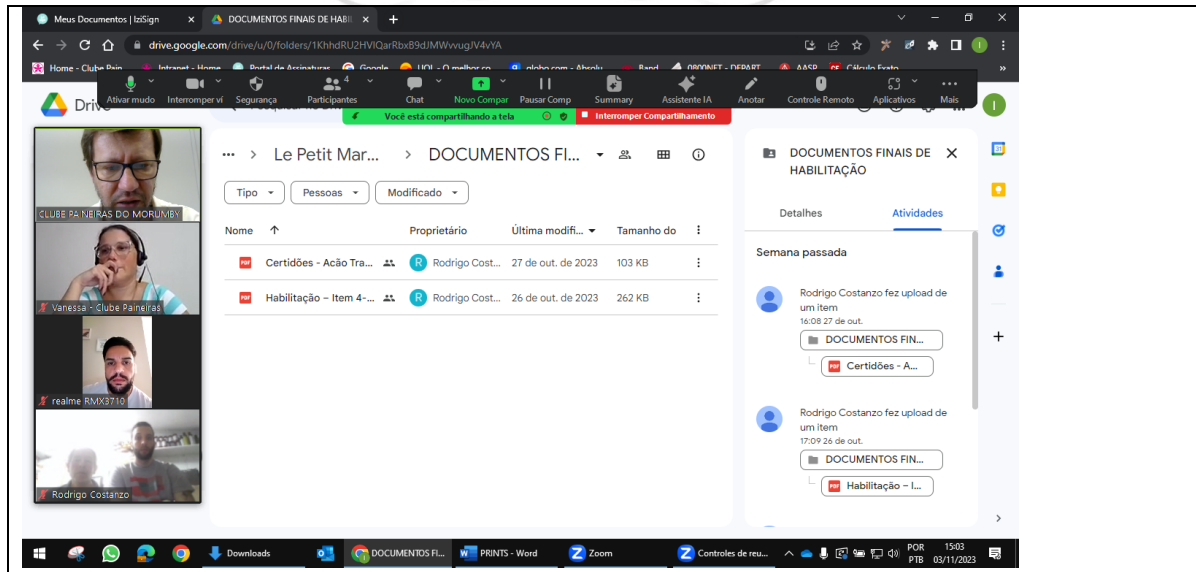 Meus Documentos | IziSign
DOCUMENTOS FINAIS DE HABI
drive.google.com/drive/u/0/folders/1KhhdRU2HVIQarRbxB9dJMWvvugJV4vYA
Home - Clube Pain
Intranet - Home
Portal de Assinaturas
Google
UOL - O melhor co
globo.com - Absolu
Band
0800NET - DEPART
AASP
CF Cálculo Exato
Ativar mudo
Interromper ví
Segurança
Participantes
4
Chat
Novo Compar
Pausar Comp
Summary
Assistente IA
Anotar
Controle Remoto
Aplicativos
Mais
Drive
Você está compartilhando a tela
Interromper Compartilhamento
Le Petit Mar... > DOCUMENTOS FI...
Tipo
Pessoas
Modificado
Nome
Proprietário
Última modifi...
Tamanho do
PDF Certidões - Acão Tra... R Rodrigo Cost... 27 de out. de 2023 103 KB
PDF Habilitação – Item 4-... R Rodrigo Cost... 26 de out. de 2023 262 KB
CLUBE PAINEIRAS DO MORUMBY
Vanessa - Clube Paineiras
realme RMX3710
Rodrigo Costanzo
DOCUMENTOS FINAIS DE
HABILITAÇÃO
Detalhes
Atividades
Semana passada
Rodrigo Costanzo fez upload de
um item
16:08 27 de out.
DOCUMENTOS FIN...
PDF Certidões - A...
Rodrigo Costanzo fez upload de
um item
17:09 26 de out.
DOCUMENTOS FIN...
PDF Habilitação – I...
31
I
I
Downloads
DOCUMENTOS FI...
PRINTS - Word
Zoom
Controles de reu...
POR
PTB
15:03
03/11/2023